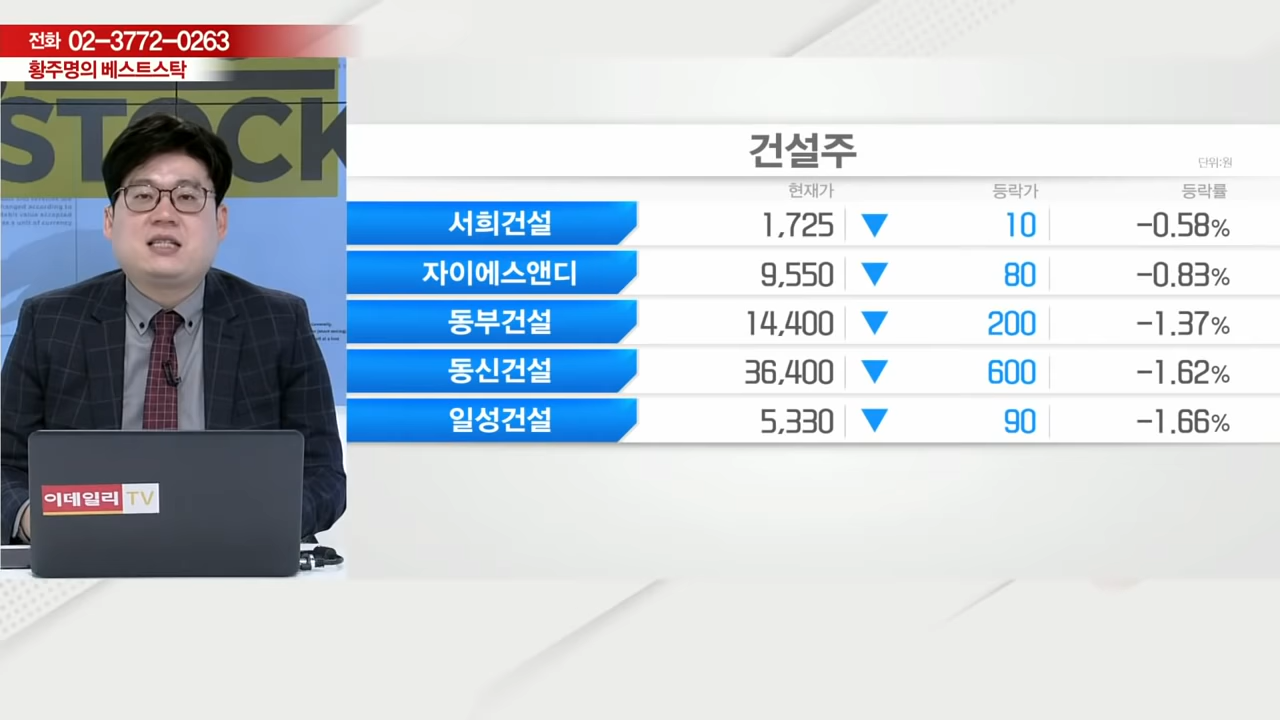 전화 02-3772-0263
황주명의 베스트스탁
STOCK
건설주
단위:원
현재가 등락가 등락률
서희건설 1,725 ▼ 10 -0.58%
자이에스앤디 9,550 ▼ 80 -0.83%
동부건설 14,400 ▼ 200 -1.37%
동신건설 36,400 ▼ 600 -1.62%
일성건설 5,330 ▼ 90 -1.66%
이데일리 TV